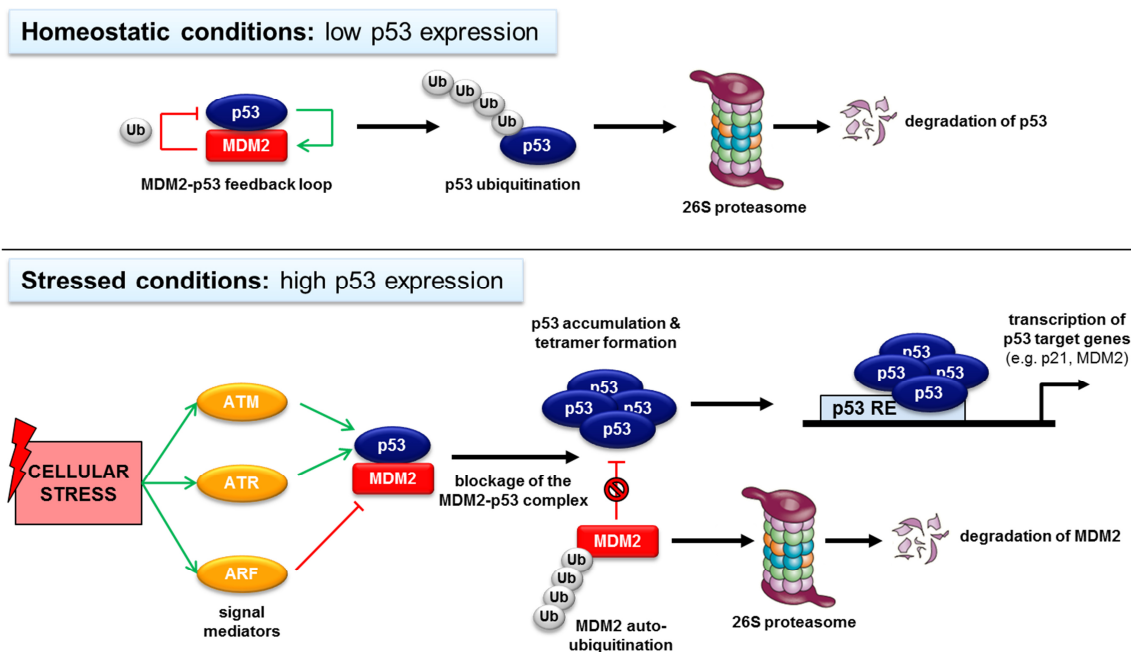 Homeostatic conditions: low p53 expression
Ub
p53
MDM2
MDM2-p53 feedback loop
Ub
Ub
Ub
Ub
p53
p53 ubiquitination
26S proteasome
degradation of p53
Stressed conditions: high p53 expression
CELLULAR
STRESS
ATM
ATR
ARF
signal
mediators
p53
MDM2
blockage of the
MDM2-p53 complex
p53 accumulation &
tetramer formation
p53
p53
p53
p53
p53
p53
p53
p53
p53 RE
transcription of
p53 target genes
(e.g. p21, MDM2)
MDM2
Ub
Ub
Ub
Ub
MDM2 auto-
ubiquitination
26S proteasome
degradation of MDM2